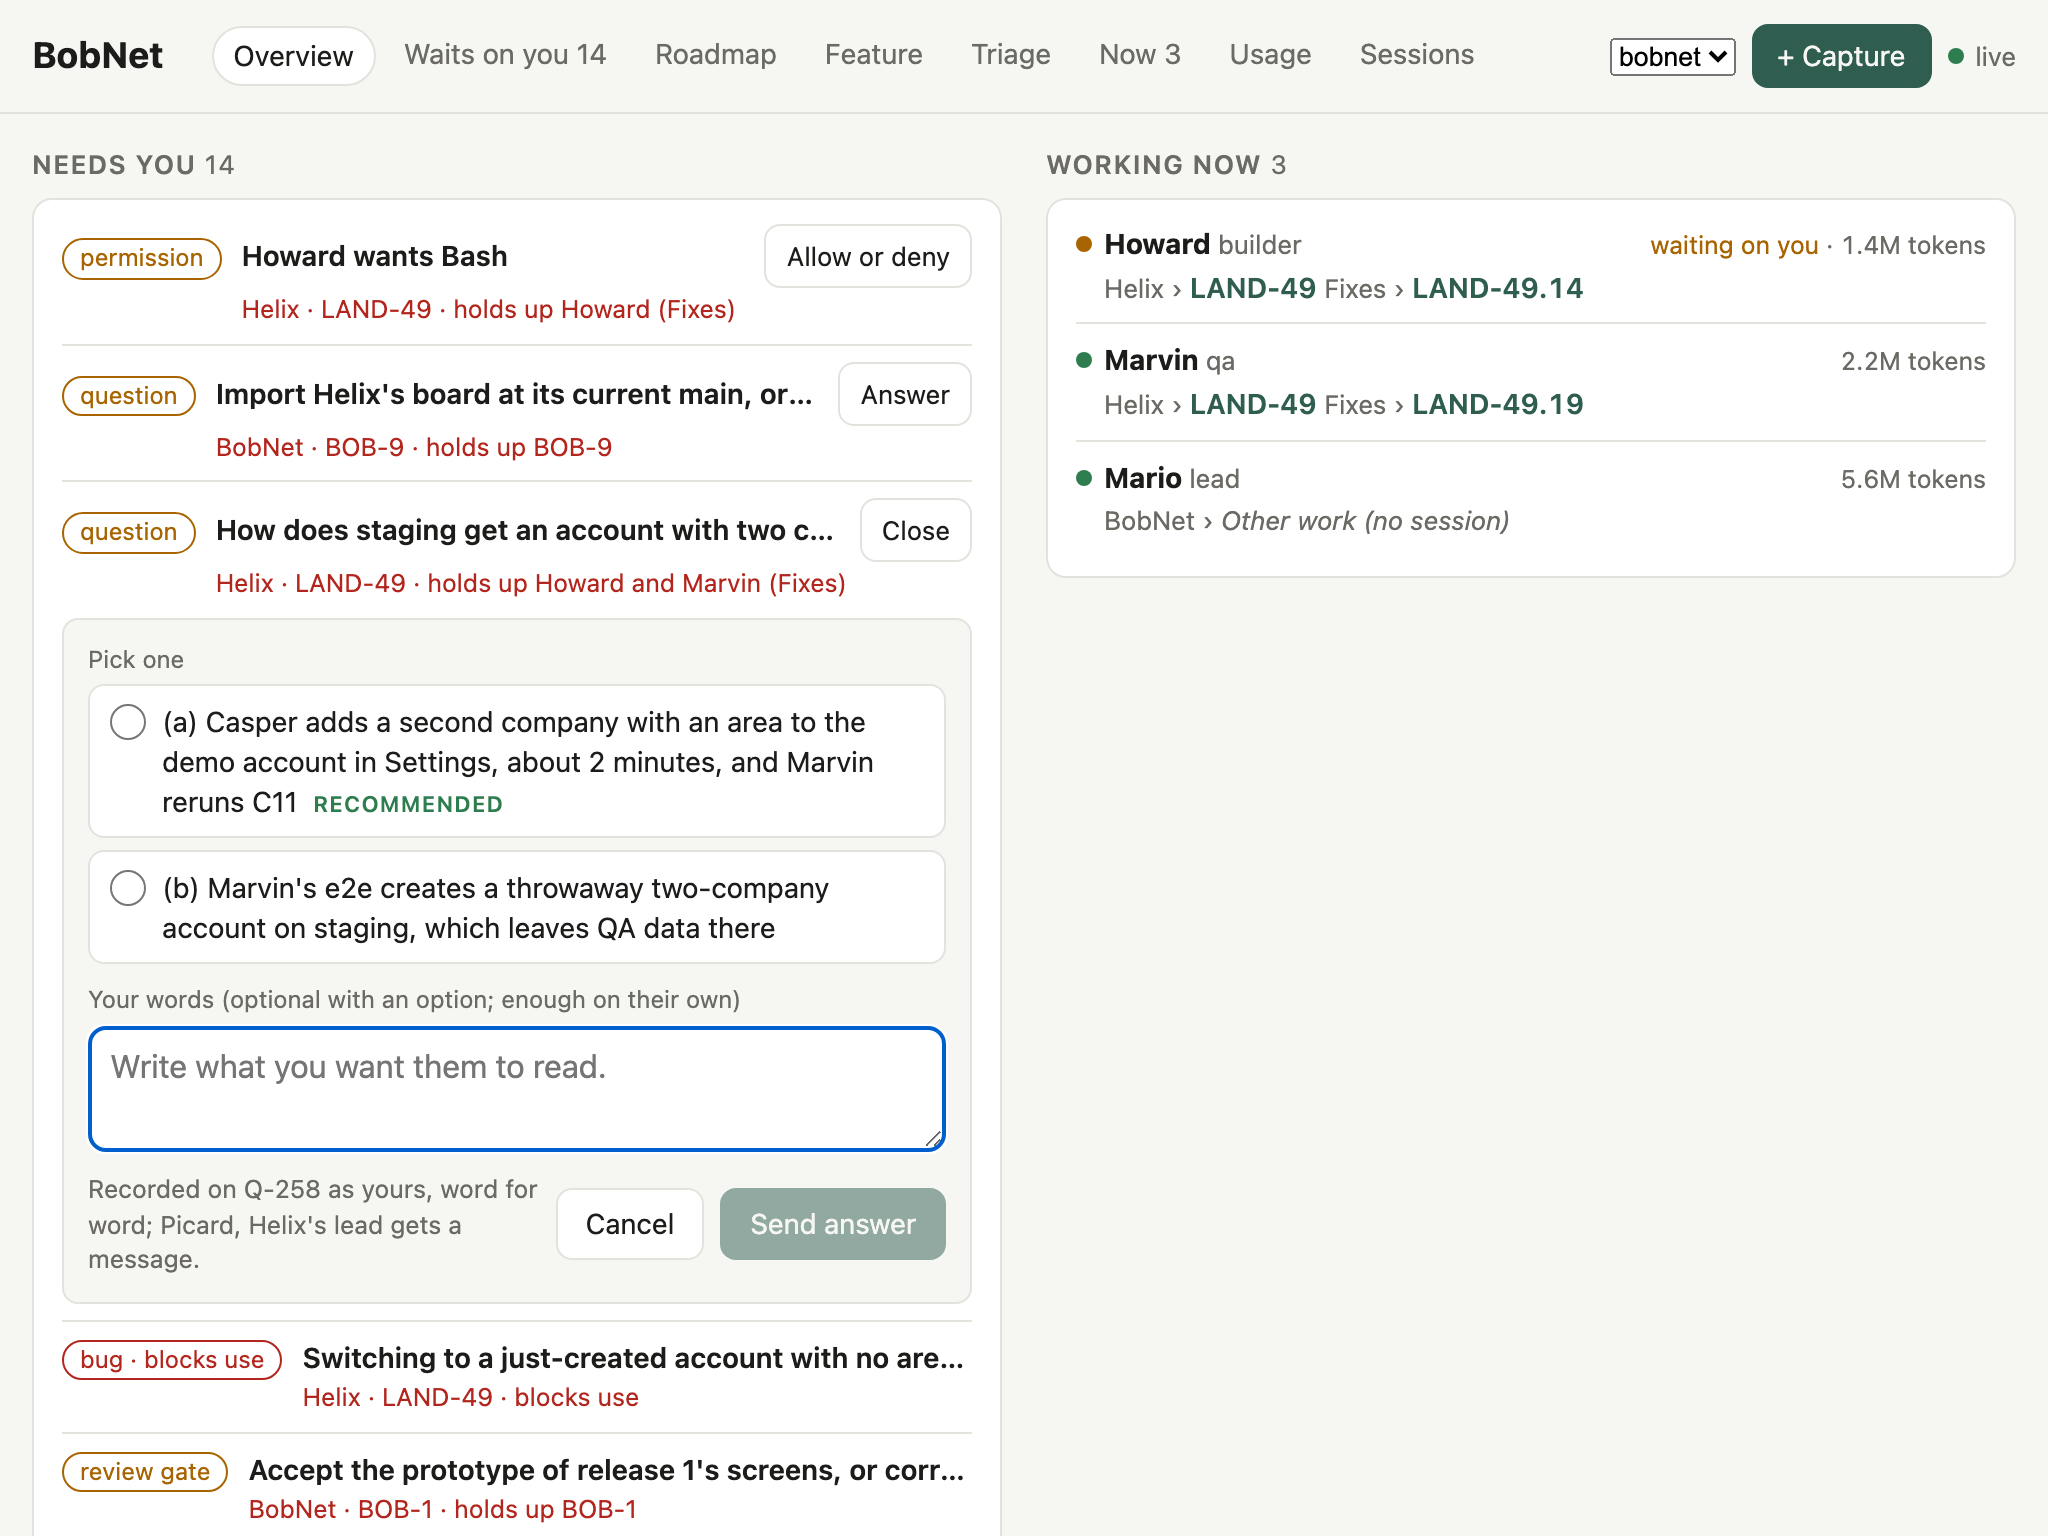 BobNet
Overview
Waits on you 14
Roadmap
Feature
Triage
Now 3
Usage
Sessions
bobnet
+ Capture
live
NEEDS YOU 14
permission
Howard wants Bash
Allow or deny
Helix · LAND-49 · holds up Howard (Fixes)
question
Import Helix's board at its current main, or...
Answer
BobNet · BOB-9 · holds up BOB-9
question
How does staging get an account with two c...
Close
Helix · LAND-49 · holds up Howard and Marvin (Fixes)
Pick one
(a) Casper adds a second company with an area to the
demo account in Settings, about 2 minutes, and Marvin
reruns C11 RECOMMENDED
(b) Marvin's e2e creates a throwaway two-company
account on staging, which leaves QA data there
Your words (optional with an option; enough on their own)
Write what you want them to read.
Recorded on Q-258 as yours, word for
word; Picard, Helix's lead gets a
message.
Cancel
Send answer
bug · blocks use
Switching to a just-created account with no are...
Helix · LAND-49 · blocks use
review gate
Accept the prototype of release 1's screens, or corr...
BobNet · BOB-1 · holds up BOB-1
WORKING NOW 3
Howard builder
waiting on you · 1.4M tokens
Helix › LAND-49 Fixes › LAND-49.14
Marvin qa
2.2M tokens
Helix › LAND-49 Fixes › LAND-49.19
Mario lead
5.6M tokens
BobNet › Other work (no session)